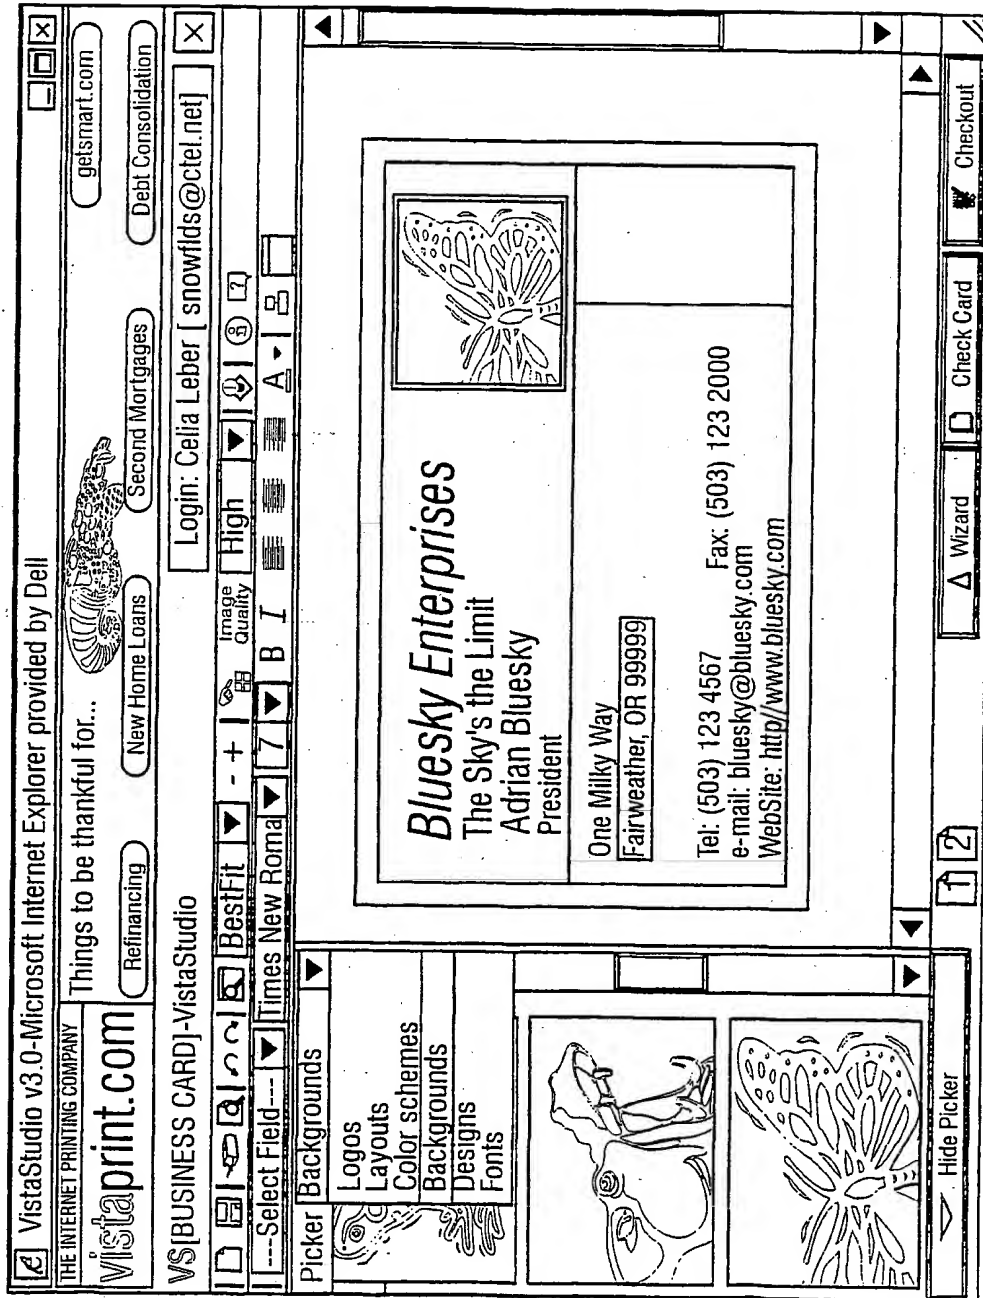 VistaStudio v3.0-Microsoft Internet Explorer provided by Dell
THE INTERNET PRINTING COMPANY
Vistaprint.com
Things to be thankful for...
getsmart.com
Refinancing
New Home Loans
Second Mortgages
Debt Consolidation
VS[BUSINESS CARD]-VistaStudio
Login: Celia Leber [ snowflds@ctel.net]
BestFit
- +
Image
Quality
High
?
----Select Field----
Times New Roma
7
B I
A
Picker
Backgrounds
Logos
Layouts
Color schemes
Backgrounds
Designs
Fonts
Bluesky Enterprises
The Sky's the Limit
Adrian Bluesky
President
One Milky Way
Fairweather, OR 99999
Tel: (503) 123 4567
Fax: (503) 123 2000
e-mail: bluesky@bluesky.com
WebSite: http//www.bluesky.com
Hide Picker
1 2
Wizard
Check Card
Checkout